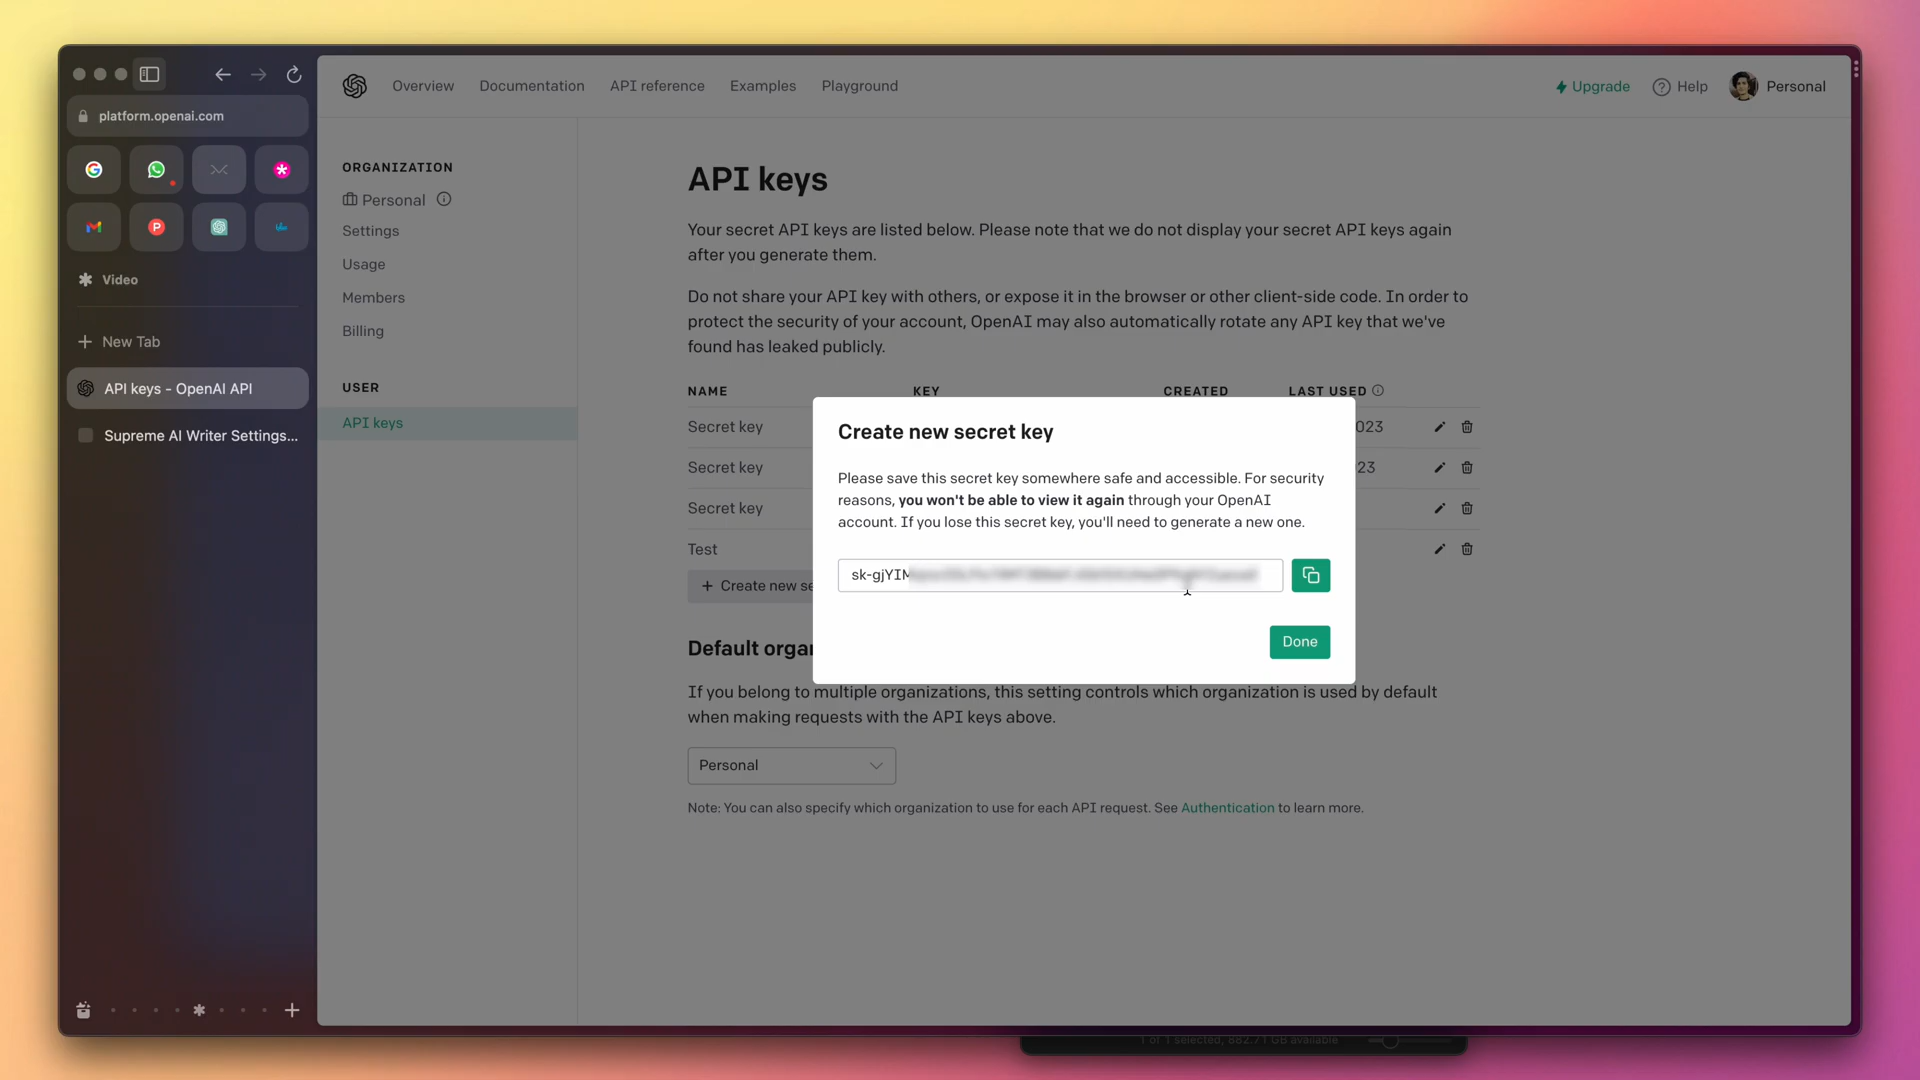 platform.openai.com
Video
New Tab
API keys - OpenAI API
Supreme AI Writer Settings...
Overview
Documentation
API reference
Examples
Playground
Upgrade
Help
Personal
ORGANIZATION
Personal
Settings
Usage
Members
Billing
USER
API keys
API keys
Your secret API keys are listed below. Please note that we do not display your secret API keys again
after you generate them.
Do not share your API key with others, or expose it in the browser or other client-side code. In order to
protect the security of your account, OpenAI may also automatically rotate any API key that we've
found has leaked publicly.
NAME KEY CREATED LAST USED
Secret key 023
Secret key 23
Secret key
Test
+ Create new se
Create new secret key
Please save this secret key somewhere safe and accessible. For security
reasons, you won't be able to view it again through your OpenAI
account. If you lose this secret key, you'll need to generate a new one.
sk-gjYIM
Done
Default orga
If you belong to multiple organizations, this setting controls which organization is used by default
when making requests with the API keys above.
Personal
Note: You can also specify which organization to use for each API request. See Authentication to learn more.
1 of 1 selected, 882.71 GB available